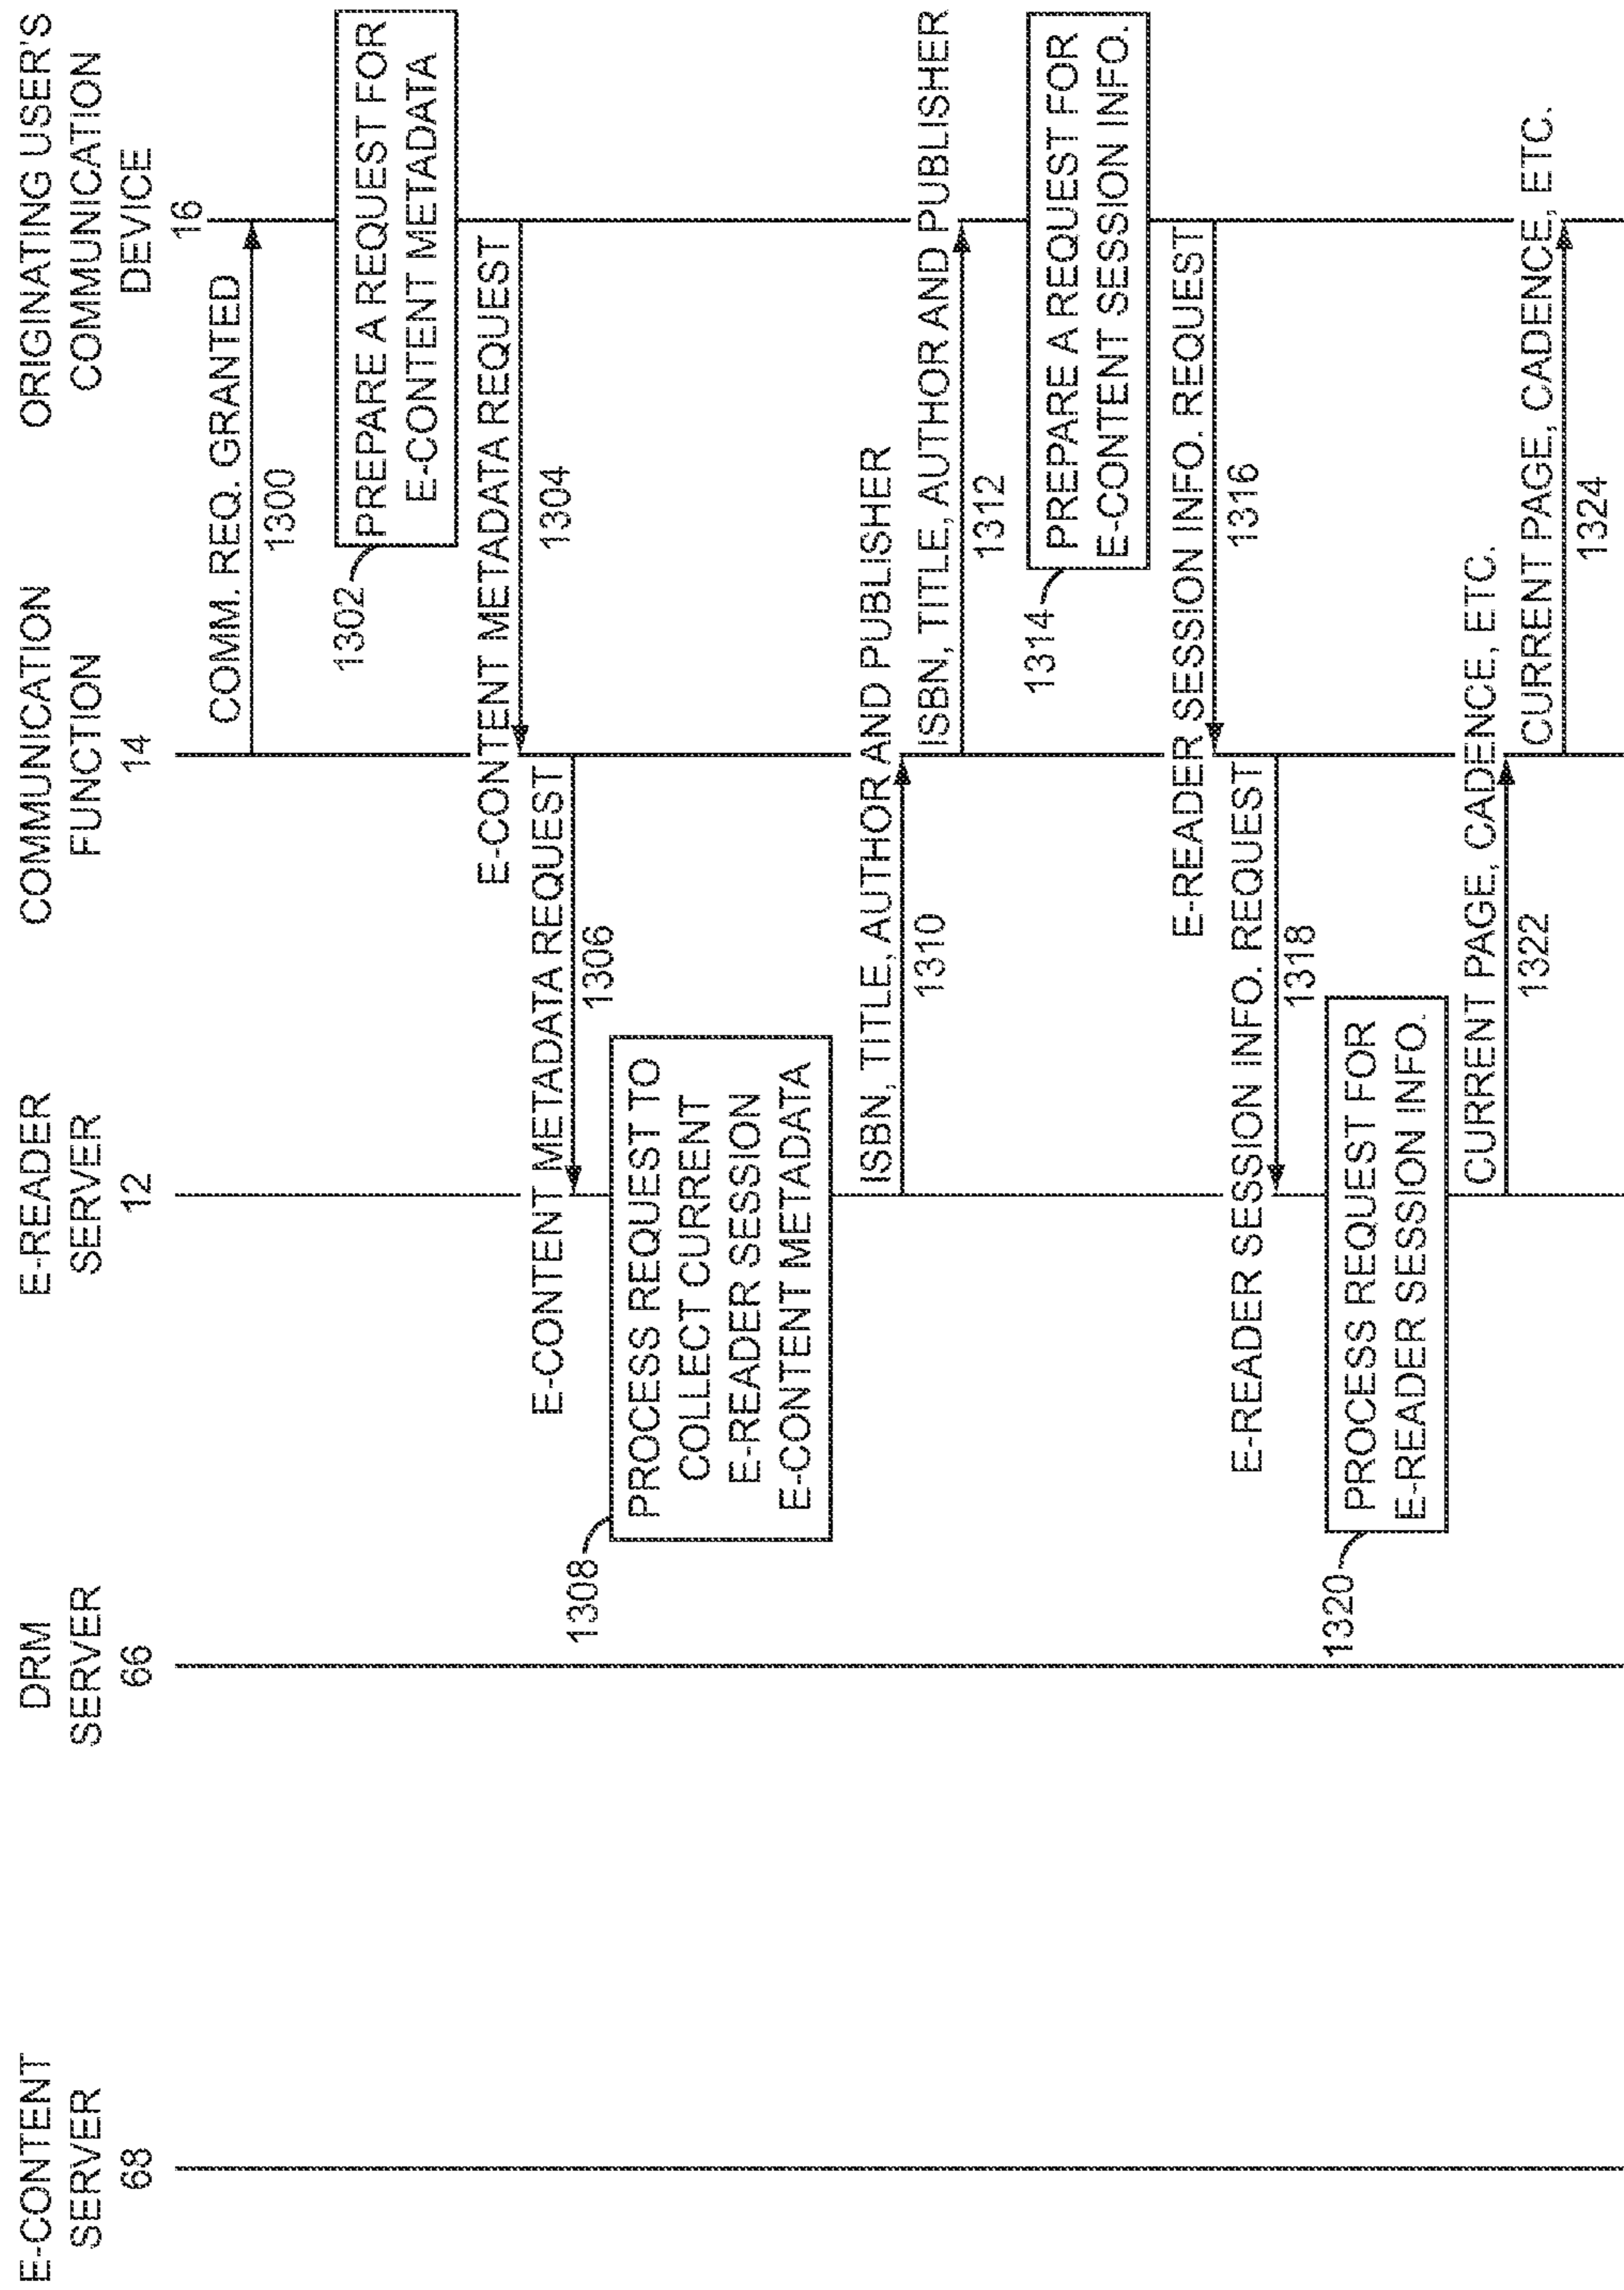 E-CONTENT
SERVER
68
DRM
SERVER
66
E-READER
SERVER
12
COMMUNICATION
FUNCTION
14
ORIGINATING USER'S
COMMUNICATION
DEVICE
16
COMM. REQ. GRANTED
1300
1302
PREPARE A REQUEST FOR
E-CONTENT METADATA
E-CONTENT METADATA REQUEST
1304
E-CONTENT METADATA REQUEST
1306
1308
PROCESS REQUEST TO
COLLECT CURRENT
E-READER SESSION
E-CONTENT METADATA
ISBN, TITLE, AUTHOR AND PUBLISHER
1310
ISBN, TITLE, AUTHOR AND PUBLISHER
1312
1314
PREPARE A REQUEST FOR
E-CONTENT SESSION INFO.
E-READER SESSION INFO. REQUEST
1316
E-READER SESSION INFO. REQUEST
1318
1320
PROCESS REQUEST FOR
E-READER SESSION INFO.
CURRENT PAGE, CADENCE, ETC.
1322
CURRENT PAGE, CADENCE, ETC.
1324